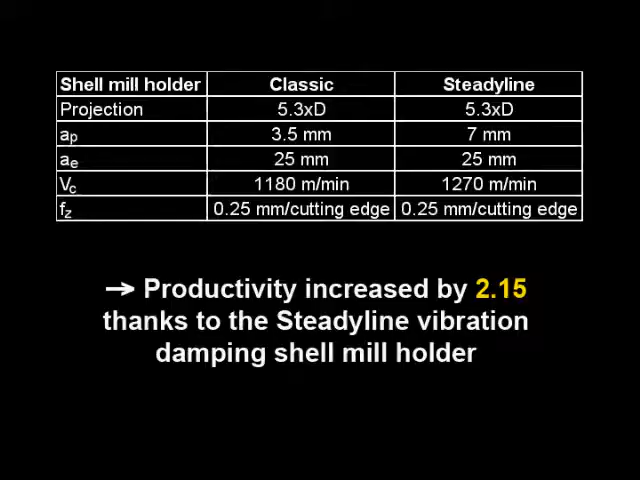 Shell mill holder Classic Steadyline
Projection 5.3xD 5.3xD
ap 3.5 mm 7 mm
ae 25 mm 25 mm
Vc 1180 m/min 1270 m/min
fz 0.25 mm/cutting edge 0.25 mm/cutting edge
→ Productivity increased by 2.15
thanks to the Steadyline vibration
damping shell mill holder